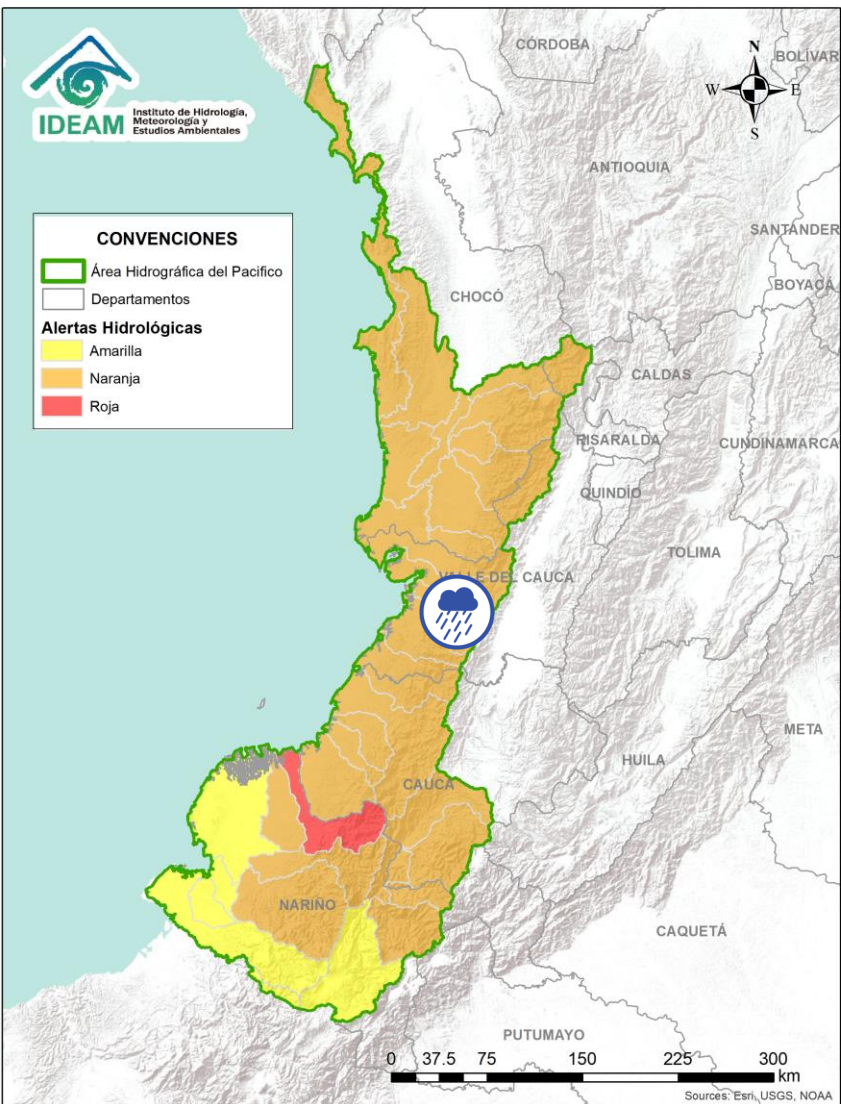 IDEAM
Instituto de Hidrología,
Meteorología y
Estudios Ambientales
N
W
E
S
CÓRDOBA
BOLÍVAR
ANTIOQUIA
SANTANDER
BOYACÁ
CONVENCIONES
Área Hidrográfica del Pacifico
Departamentos
Alertas Hidrológicas
Amarilla
Naranja
Roja
CHOCÓ
CALDAS
RISARALDA
CUNDINAMARCA
QUINDÍO
TOLIMA
VALLE DEL CAUCA
META
HUILA
CAUCA
NARIÑO
CAQUETÁ
PUTUMAYO
0 37.5 75 150 225 300
km
Sources: Esri, USGS, NOAA